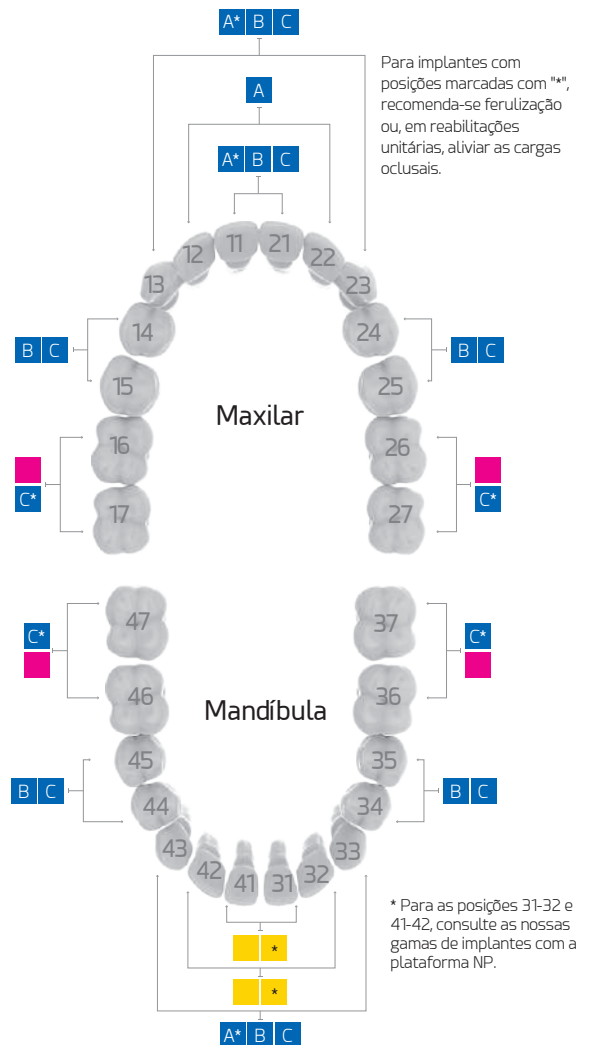 A* B C
Para implantes com
posições marcadas com "*",
recomenda-se ferulização
ou, em reabilitações
unitárias, aliviar as cargas
oclusais.
A
A* B C
11 21
12 22
13 23
14 24
B C B C
15 25
Maxilar
16 26
C* C*
17 27
47 37
C* C*
46 36
Mandíbula
45 35
B C B C
44 34
43 33
42 32
41 31
* Para as posições 31-32 e
41-42, consulte as nossas
gamas de implantes com a
plataforma NP.
*
*
A* B C